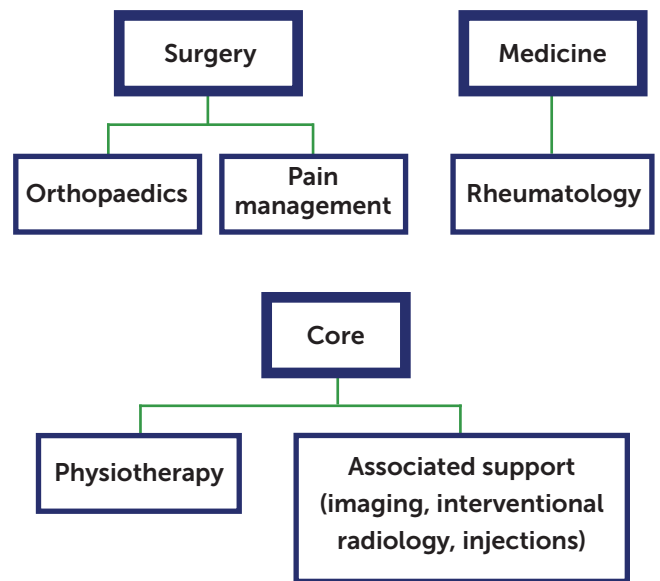 Surgery
Medicine
Orthopaedics
Pain
management
Rheumatology
Core
Physiotherapy
Associated support
(imaging, interventional
radiology, injections)